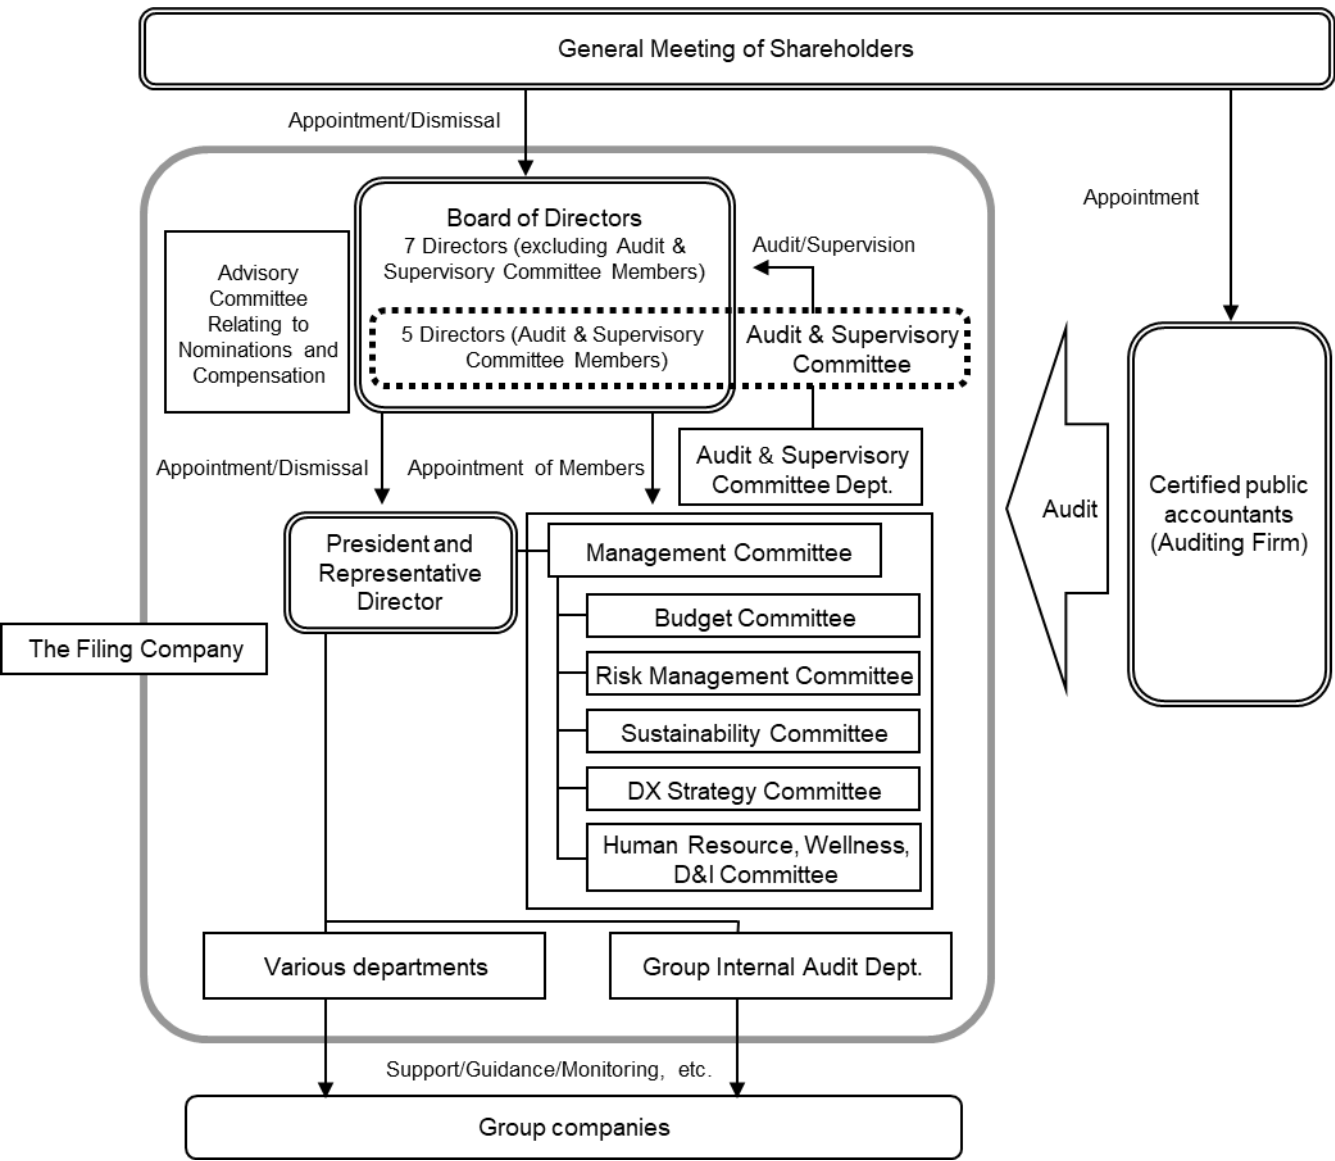 General Meeting of Shareholders
Appointment/Dismissal
Appointment
Board of Directors
7 Directors (excluding Audit &
Supervisory Committee Members)
Audit/Supervision
Advisory
Committee
Relating to
Nominations and
Compensation
5 Directors (Audit & Supervisory
Committee Members)
Audit & Supervisory
Committee
Appointment/Dismissal
Appointment of Members
Audit & Supervisory
Committee Dept.
Audit
Certified public
accountants
(Auditing Firm)
President and
Representative
Director
Management Committee
Budget Committee
The Filing Company
Risk Management Committee
Sustainability Committee
DX Strategy Committee
Human Resource, Wellness,
D&I Committee
Various departments
Group Internal Audit Dept.
Support/Guidance/Monitoring, etc.
Group companies